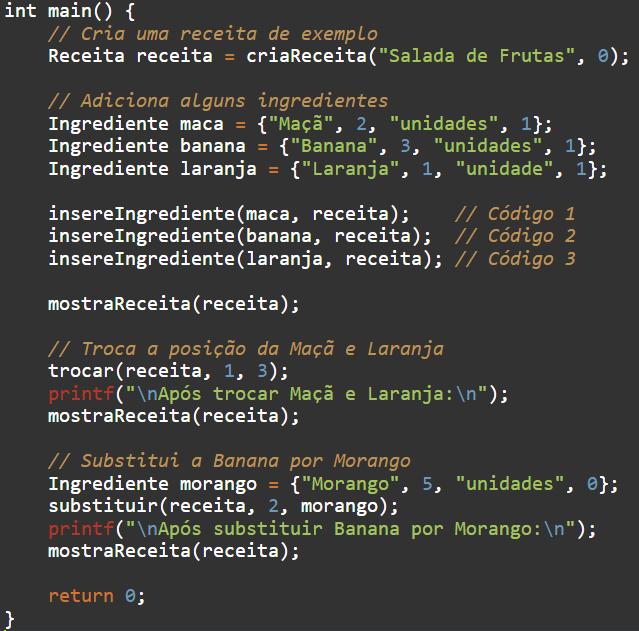 int main() {
    // Cria uma receita de exemplo
    Receita receita = criaReceita("Salada de Frutas", 0);

    // Adiciona alguns ingredientes
    Ingrediente maca = {"Maçã", 2, "unidades", 1};
    Ingrediente banana = {"Banana", 3, "unidades", 1};
    Ingrediente laranja = {"Laranja", 1, "unidade", 1};

    insereIngrediente(maca, receita);    // Código 1
    insereIngrediente(banana, receita);  // Código 2
    insereIngrediente(laranja, receita); // Código 3

    mostraReceita(receita);

    // Troca a posição da Maçã e Laranja
    trocar(receita, 1, 3);
    printf("\nApós trocar Maçã e Laranja:\n");
    mostraReceita(receita);

    // Substitui a Banana por Morango
    Ingrediente morango = {"Morango", 5, "unidades", 0};
    substituir(receita, 2, morango);
    printf("\nApós substituir Banana por Morango:\n");
    mostraReceita(receita);

    return 0;
}